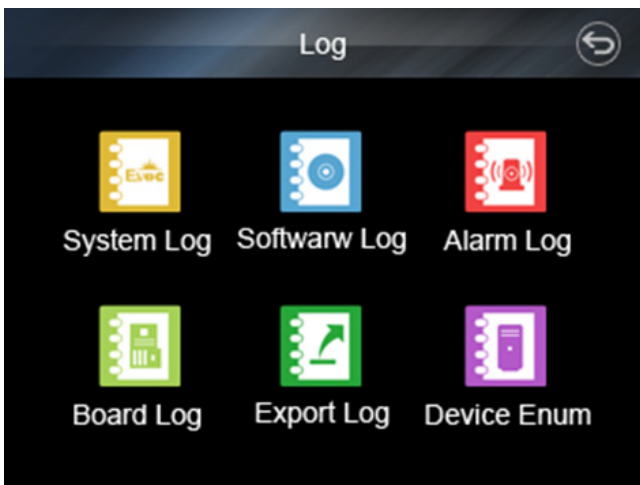 Log
Evoc
System Log
Softwarw Log
Alarm Log
Board Log
Export Log
Device Enum